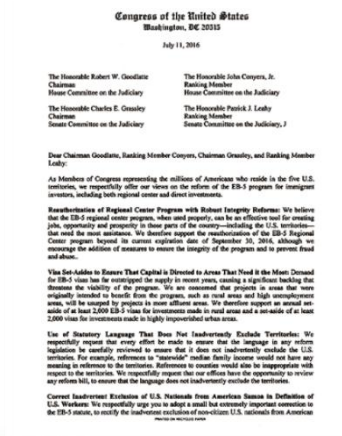 Congress of the United States
Washington, DC 20515
July 11, 2016
The Honorable Robert W. Goodlatte
Chairman
House Committee on the Judiciary
The Honorable John Conyers, Jr.
Ranking Member
House Committee on the Judiciary
The Honorable Charles E. Grassley
Chairman
Senate Committee on the Judiciary
The Honorable Patrick J. Leahy
Ranking Member
Senate Committee on the Judiciary, J
Dear Chairman Goodlatte, Ranking Member Conyers, Chairman Grassley, and Ranking Member
Leahy:
As Members of Congress representing the millions of Americans who reside in the five U.S.
territories, we respectfully offer our views on the reform of the EB-5 program for immigrant
investors, including both regional center and direct investments.
Reauthorization of Regional Center Program with Robust Integrity Reforms: We believe
that the EB-5 regional center program, when used properly, can be an effective tool for creating
jobs, opportunity and prosperity in those parts of the country—including the U.S. territories—
that need the most assistance. We therefore support the reauthorization of the EB-5 Regional
Center program beyond its current expiration date of September 30, 2016, although we
encourage the addition of measures to ensure the integrity of the program and to prevent fraud
and abuse..
Visa Set-Asides to Ensure That Capital is Directed to Areas That Need it the Most: Demand
for EB-5 visas has far outstripped the supply in recent years, causing a significant backlog that
threatens the viability of the program. We are concerned that projects in areas that were
originally intended to benefit from the program, such as rural areas and high unemployment
areas, will be usurped by projects in more affluent areas. We therefore support an annual set-
aside of at least 2,000 EB-5 visas for investments made in rural areas and a set-aside of at least
2,000 visas for investments made in highly impoverished urban areas.
Use of Statutory Language That Does Not Inadvertently Exclude Territories: We
respectfully request that every effort be made to ensure that the language in any reform
legislation be carefully reviewed to ensure that it does not inadvertently exclude the U.S.
territories. For example, references to "statewide" median family income would not have any
meaning in reference to the territories. References to counties would also be inappropriate with
respect to the territories. We respectfully request that our offices have the opportunity to review
any reform bill, to ensure that the language does not inadvertently exclude the territories.
Correct Inadvertent Exclusion of U.S. Nationals from American Samoa in Definition of
U.S. Workers: We respectfully urge you to adopt a small but extremely important correction to
the EB-5 statute, to rectify the inadvertent exclusion of non-citizen U.S. nationals from American
PRINTED ON RECYCLED PAPER